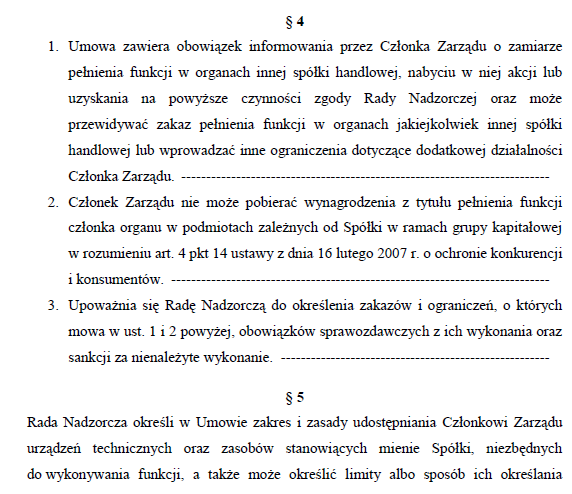 § 4
1. Umowa zawiera obowiązek informowania przez Członka Zarządu o zamiarze
pełnienia funkcji w organach innej spółki handlowej, nabyciu w niej akcji lub
uzyskania na powyższe czynności zgody Rady Nadzorczej oraz może
przewidywać zakaz pełnienia funkcji w organach jakiejkolwiek innej spółki
handlowej lub wprowadzać inne ograniczenia dotyczące dodatkowej działalności
Członka Zarządu. --------------------------------------------------------------------------
2. Członek Zarządu nie może pobierać wynagrodzenia z tytułu pełnienia funkcji
członka organu w podmiotach zależnych od Spółki w ramach grupy kapitałowej
w rozumieniu art. 4 pkt 14 ustawy z dnia 16 lutego 2007 r. o ochronie konkurencji
i konsumentów. ----------------------------------------------------------------------------
3. Upoważnia się Radę Nadzorczą do określenia zakazów i ograniczeń, o których
mowa w ust. 1 i 2 powyżej, obowiązków sprawozdawczych z ich wykonania oraz
sankcji za nienależyte wykonanie. ------------------------------------------------------
§ 5
Rada Nadzorcza określi w Umowie zakres i zasady udostępniania Członkowi Zarządu
urządzeń technicznych oraz zasobów stanowiących mienie Spółki, niezbędnych
do wykonywania funkcji, a także może określić limity albo sposób ich określania